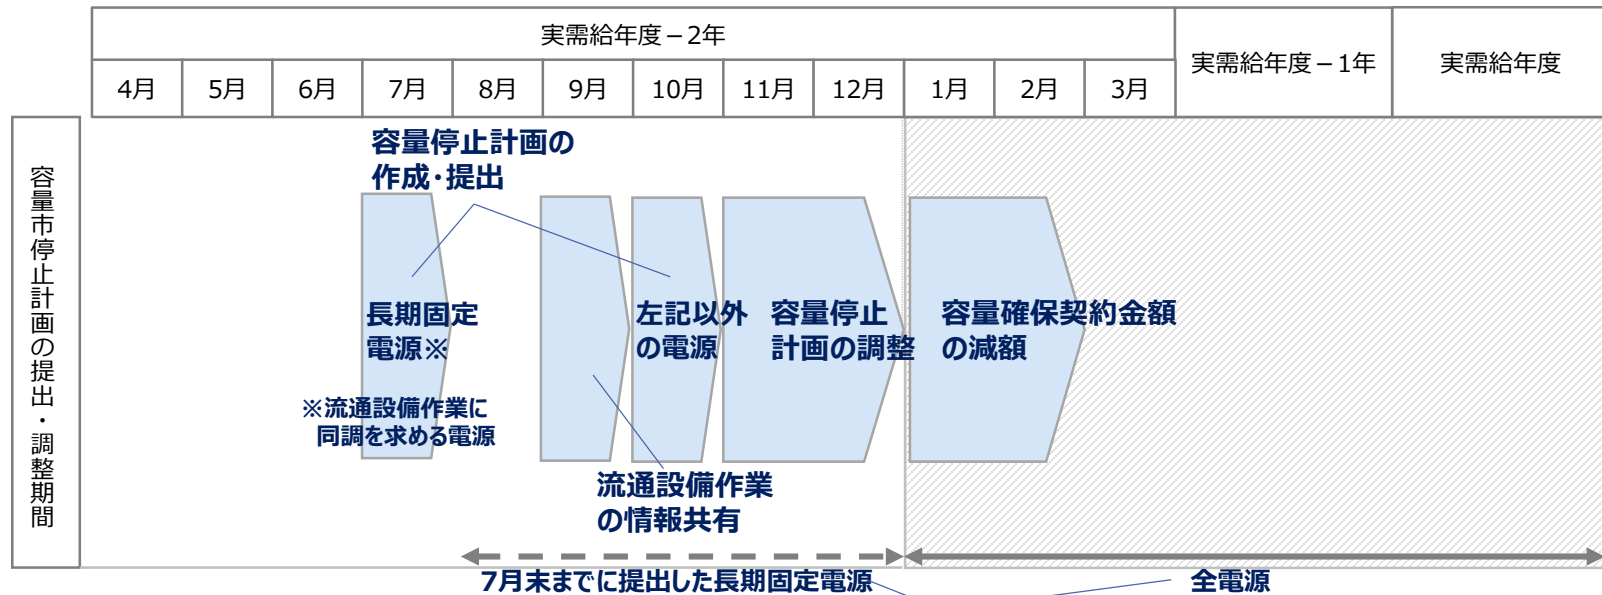 実需給年度－2年
実需給年度－1年
実需給年度
4月
5月
6月
7月
8月
9月
10月
11月
12月
1月
2月
3月
容量市停止計画の提出・調整期間
容量停止計画の
作成・提出
長期固定
電源※
※流通設備作業に
同調を求める電源
流通設備作業
の情報共有
左記以外
の電源
容量停止
計画の調整
容量確保契約金額
の減額
7月末までに提出した長期固定電源
全電源